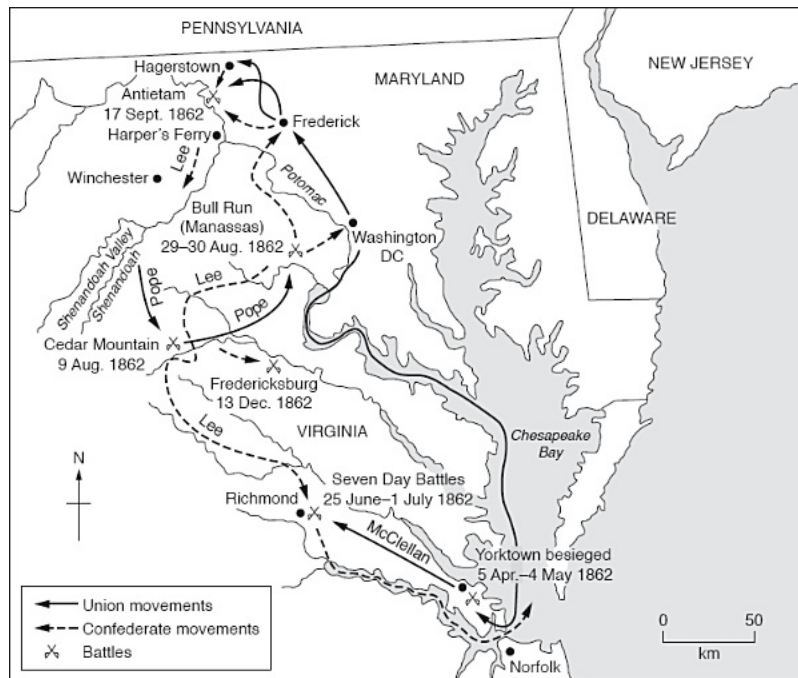 PENNSYLVANIA
Hagerstown
MARYLAND
NEW JERSEY
Antietam
17 Sept. 1862
Frederick
Harper's Ferry
Lee
Winchester
Potomac
Bull Run
(Manassas)
29–30 Aug. 1862
Washington
DC
DELAWARE
Shenandoah Valley
Shenandoah
Pope
Lee
Pope
Cedar Mountain
9 Aug. 1862
Fredericksburg
13 Dec. 1862
Lee
VIRGINIA
Chesapeake
Bay
N
Seven Day Battles
25 June–1 July 1862
Richmond
McClellan
Yorktown besieged
5 Apr.–4 May 1862
Union movements
Confederate movements
Battles
0 50
km
Norfolk